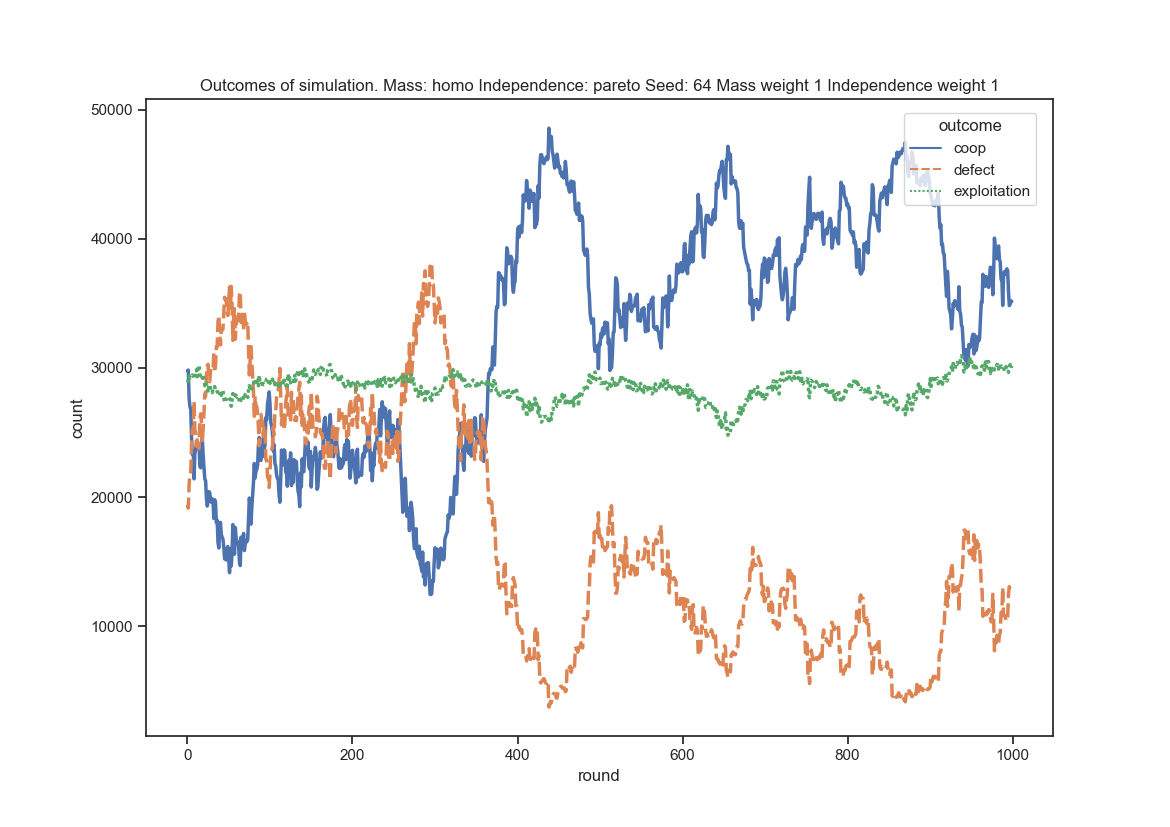 Outcomes of simulation. Mass: homo Independence: pareto Seed: 64 Mass weight 1 Independence weight 1
50000
40000
30000
20000
10000
count
outcome
coop
defect
exploitation
0
200
400
600
800
1000
round